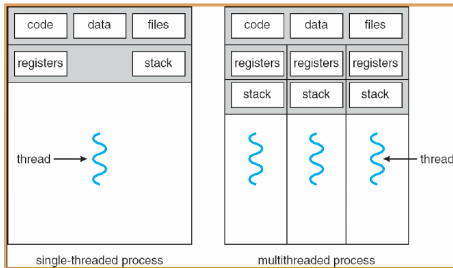 code data files code data files
registers stack registers registers registers
stack stack stack
thread thread
single-threaded process multithreaded process